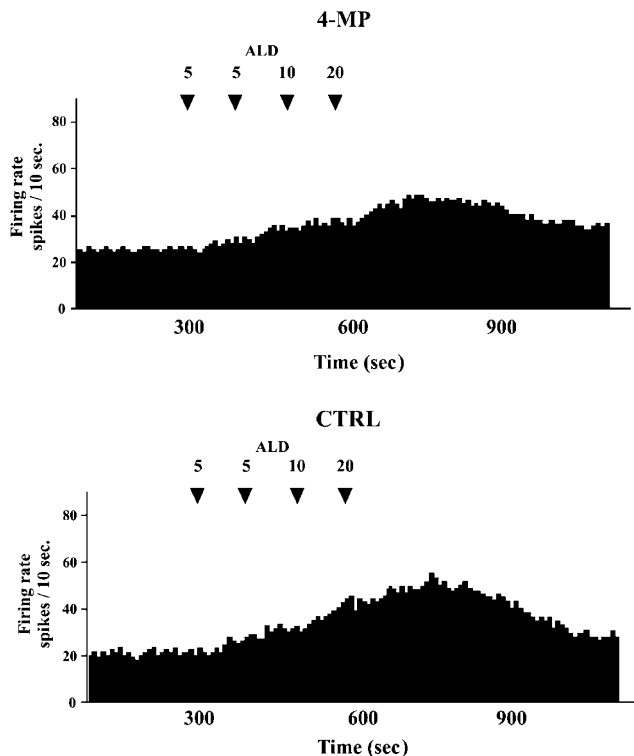 4-MP
ALD
5 5 10 20
Firing rate
spikes / 10 sec.
80
60
40
20
0
300 600 900
Time (sec)
CTRL
ALD
5 5 10 20
Firing rate
spikes / 10 sec.
80
60
40
20
0
300 600 900
Time (sec)